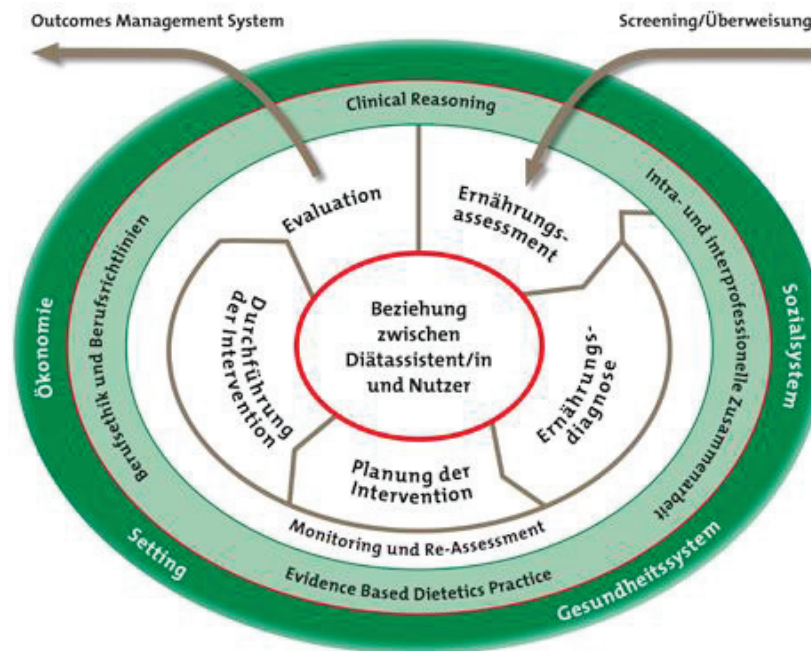 Outcomes Management System
Screening/Überweisung
Clinical Reasoning
Evaluation
Ernährungs-
assessment
Intra- und interprofessionelle Zusammenarbeit
Sozialsystem
Ökonomie
Berufsethik und Berufsrichtlinien
Durchführung
der Intervention
Beziehung
zwischen
Diätassistent/in
und Nutzer
Ernährungs-
diagnose
Planung der
Intervention
Monitoring und Re-Assessment
Evidence Based Dietetics Practice
Setting
Gesundheitssystem